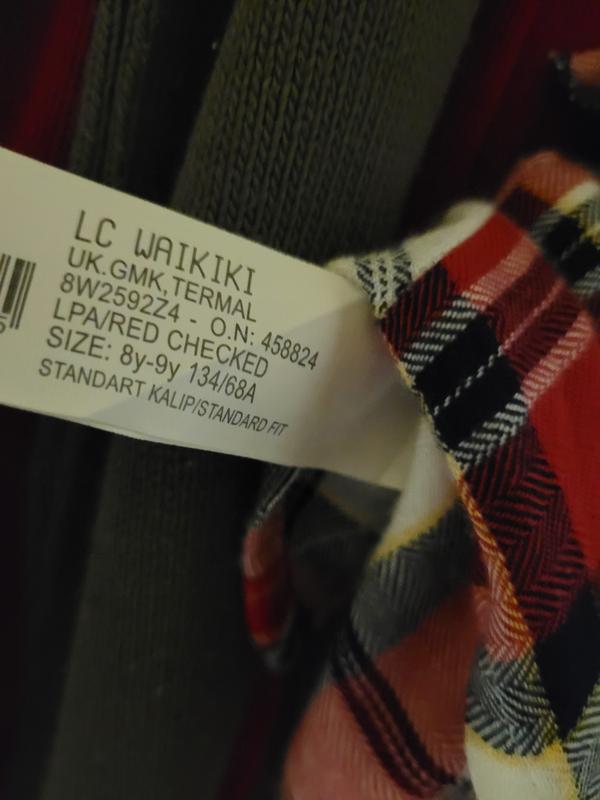 LC WAIKIKI
UK.GMK,TERMAL
8W2592Z4 - O.N: 458824
LPA/RED CHECKED
SIZE: 8y-9y 134/68A
STANDART KALIP/STANDARD FIT